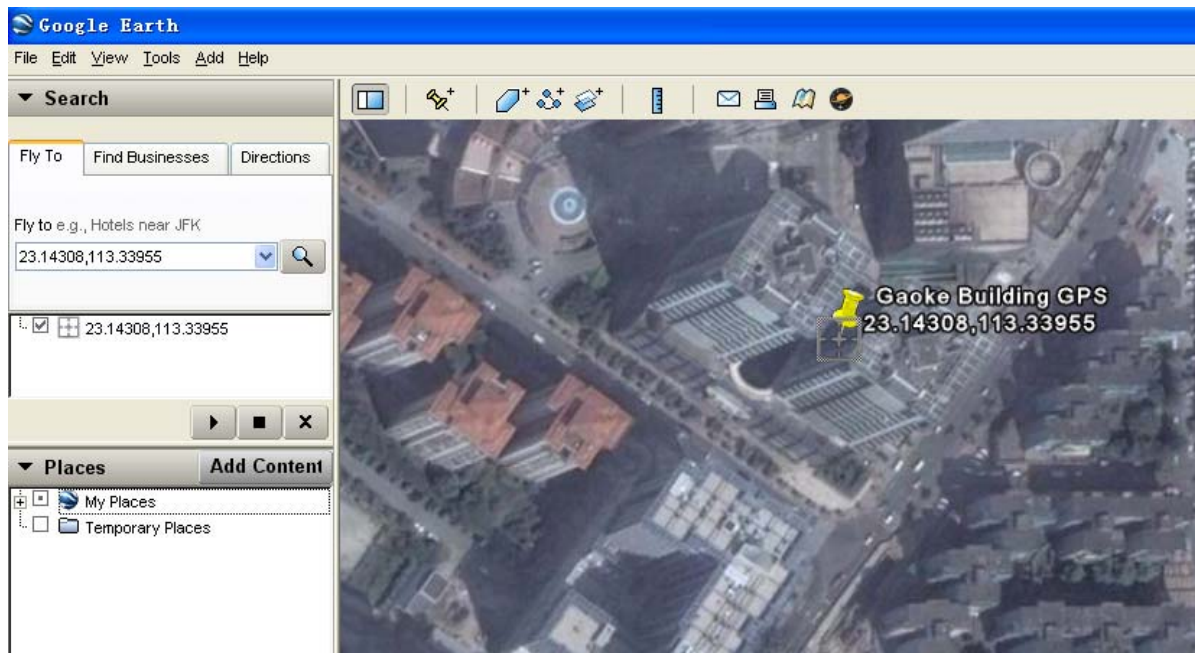 Google Earth
File Edit View Tools Add Help
Search
Fly To Find Businesses Directions
Fly to e.g., Hotels near JFK
23.14308,113.33955
23.14308,113.33955
Places Add Content
My Places
Temporary Places
Gaoke Building GPS
23.14308,113.33955